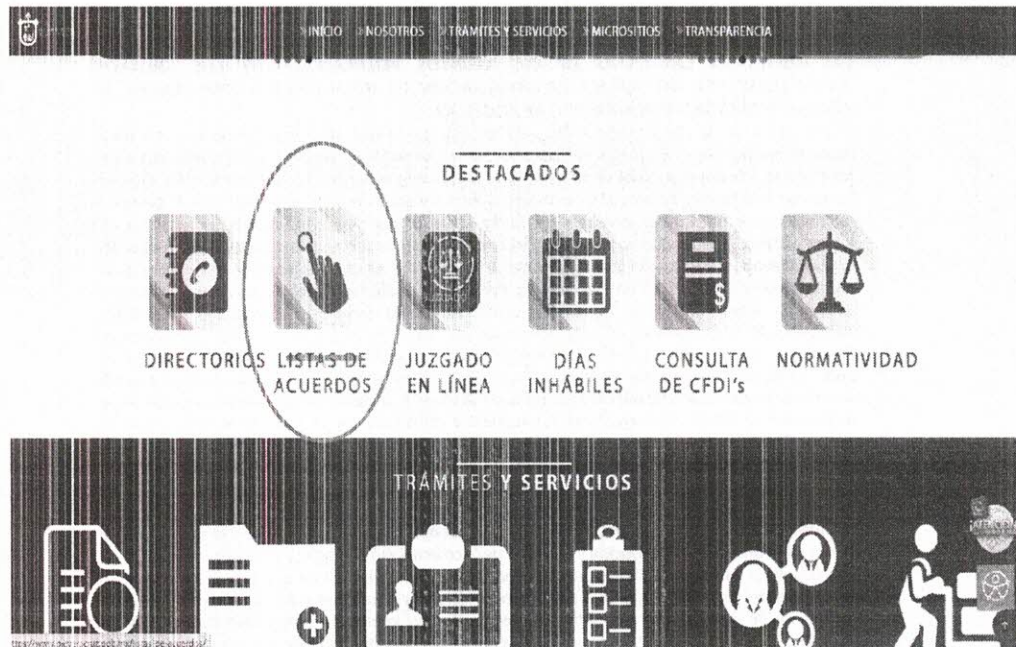 »INICIO »NOSOTROS »TRÁMITES Y SERVICIOS »MICROSITIOS »TRANSPARENCIA
DESTACADOS
DIRECTORIOS LISTAS DE ACUERDOS JUZGADO EN LÍNEA DÍAS INHÁBILES CONSULTA DE CFDI's NORMATIVIDAD
$
TRÁMITES Y SERVICIOS